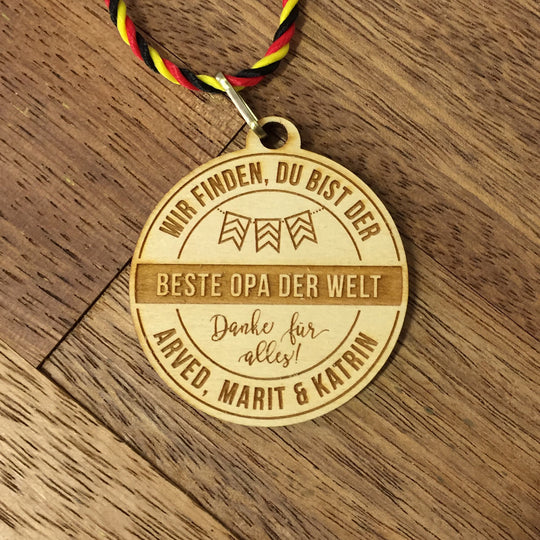 WIR FINDEN, DU BIST DER
BESTE OPA DER WELT
Danke für
alles!
ARVED, MARIT & KATRIN